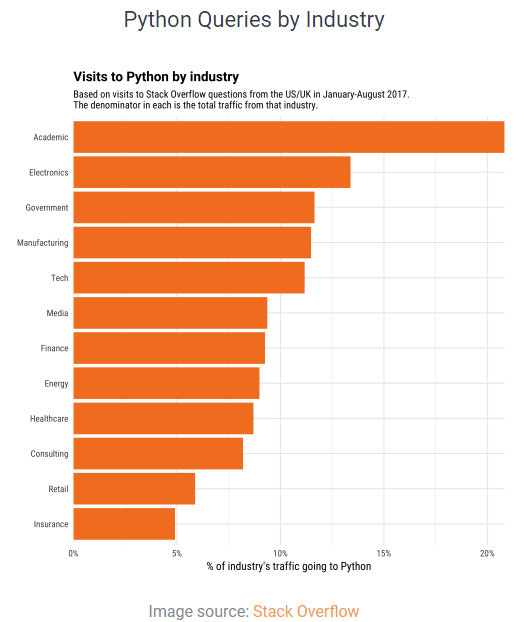 Python Queries by Industry
Visits to Python by industry
Based on visits to Stack Overflow questions from the US/UK in January-August 2017.
The denominator in each is the total traffic from that industry.
Academic
Electronics
Government
Manufacturing
Tech
Media
Finance
Energy
Healthcare
Consulting
Retail
Insurance
0% 5% 10% 15% 20%
% of industry's traffic going to Python
Image source: Stack Overflow